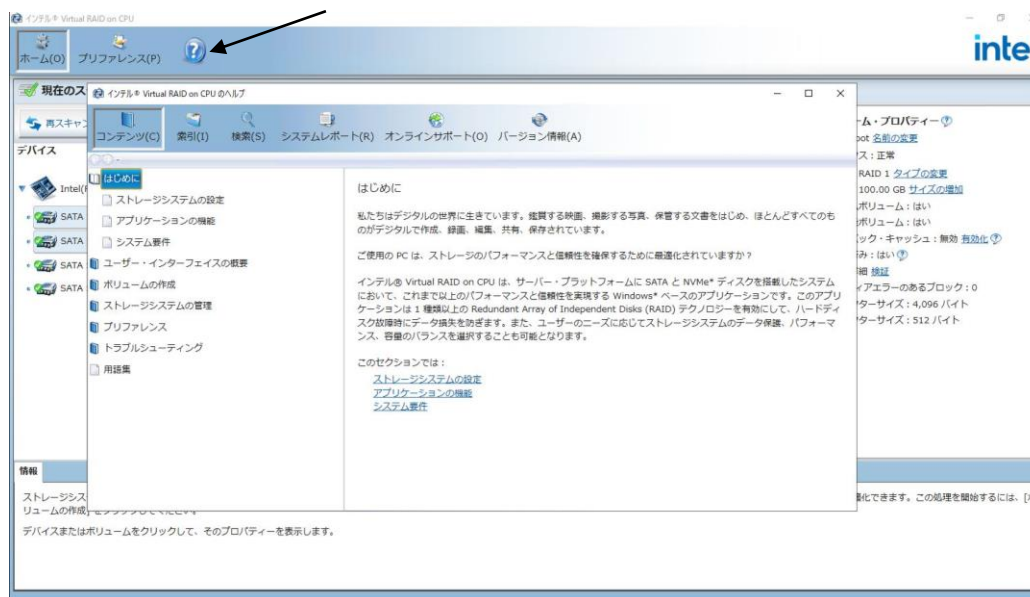 インテル® Virtual RAID on CPU
ホーム(O) プリファレンス(P)
inte
現在のス
再スキャン
デバイス
Intel(
SATA
SATA
SATA
SATA
インテル® Virtual RAID on CPU のヘルプ
コンテンツ(C) 索引(I) 検索(S) システムレポート(R) オンラインサポート(O) バージョン情報(A)
はじめに
ストレージシステムの設定
アプリケーションの機能
システム要件
ユーザー・インターフェイスの概要
ボリュームの作成
ストレージシステムの管理
プリファレンス
トラブルシューティング
用語集
はじめに
私たちはデジタルの世界に生きています。鑑賞する映画、撮影する写真、保管する文書をはじめ、ほとんどすべてのも
のがデジタルで作成、録画、編集、共有、保存されています。
ご使用の PC は、ストレージのパフォーマンスと信頼性を確保するために最適化されていますか？
インテル® Virtual RAID on CPU は、サーバー・プラットフォームに SATA と NVMe* ディスクを搭載したシステム
において、これまで以上のパフォーマンスと信頼性を実現する Windows* ベースのアプリケーションです。このアプリ
ケーションは 1 種類以上の Redundant Array of Independent Disks (RAID) テクノロジーを有効にして、ハードディ
スク故障時にデータ損失を防ぎます。また、ユーザーのニーズに応じてストレージシステムのデータ保護、パフォーマ
ンス、容量のバランスを選択することも可能となります。
このセクションでは：
ストレージシステムの設定
アプリケーションの機能
システム要件
ーム・プロパティー
oot 名前の変更
ス：正常
RAID 1 タイプの変更
100.00 GB サイズの増加
ボリューム：はい
ボリューム：はい
ック・キャッシュ：無効 有効化
み：はい
細 検証
ィアエラーのあるブロック：0
ターサイズ：4,096 バイト
ターサイズ：512 バイト
情報
ストレージシス
適化できます。この処理を開始するには、[ボ
リュームの作成
デバイスまたはボリュームをクリックして、そのプロパティーを表示します。